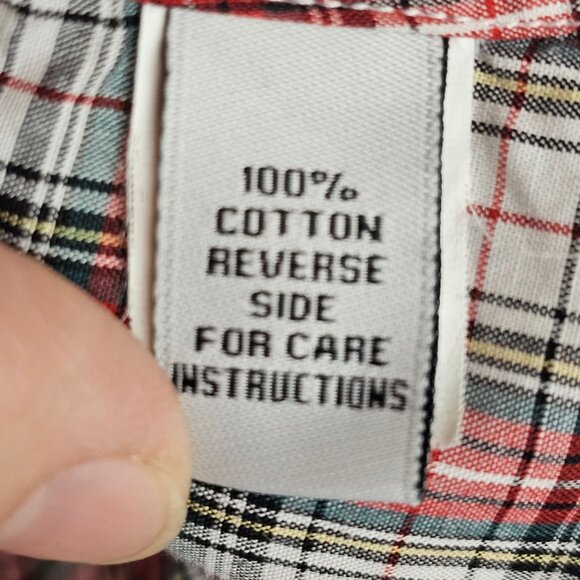 100%
COTTON
REVERSE
SIDE
FOR CARE
INSTRUCTIONS